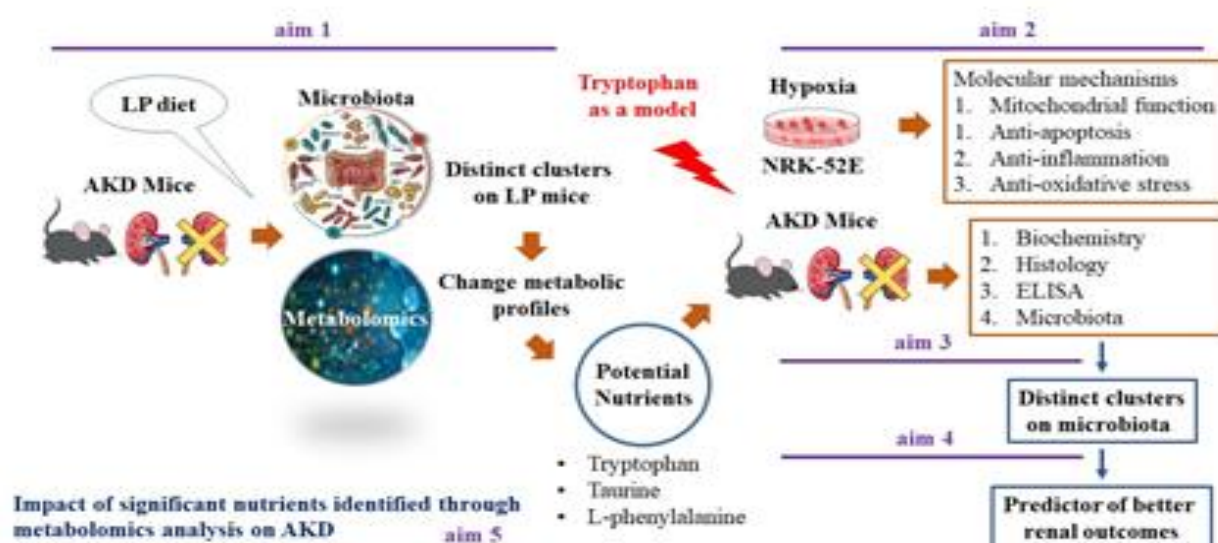 aim 1
LP diet
AKD Mice
Microbiota
Metabolomics
Distinct clusters
on LP mice
Change metabolic
profiles
Potential
Nutrients
• Tryptophan
• Taurine
• L-phenylalanine
Tryptophan
as a model
aim 2
Hypoxia
NRK-52E
Molecular mechanisms
1. Mitochondrial function
1. Anti-apoptosis
2. Anti-inflammation
3. Anti-oxidative stress
AKD Mice
1. Biochemistry
2. Histology
3. ELISA
4. Microbiota
aim 3
Distinct clusters
on microbiota
aim 4
Predictor of better
renal outcomes
Impact of significant nutrients identified through
metabolomics analysis on AKD
aim 5